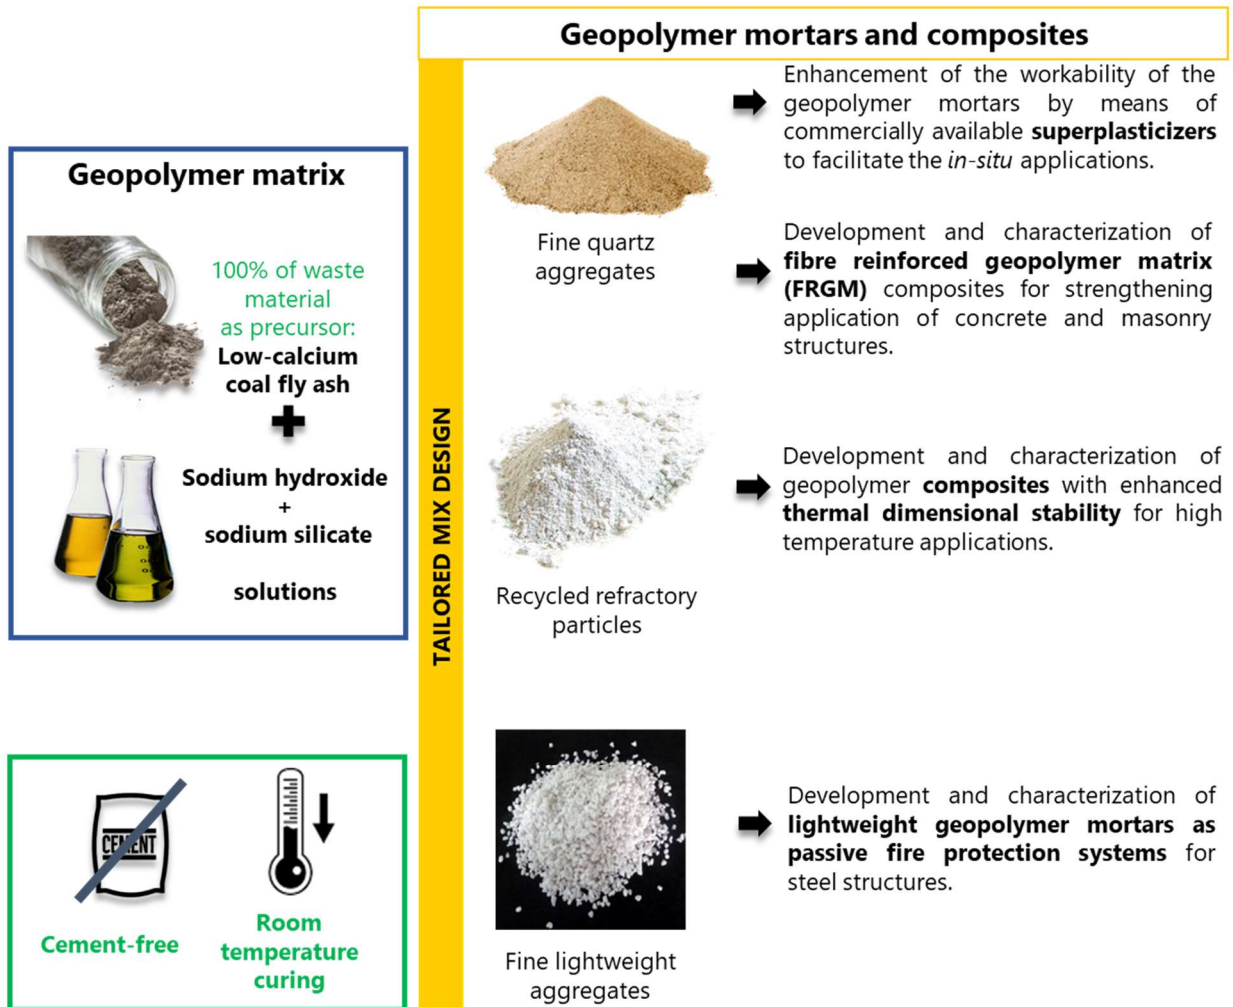 Geopolymer mortars and composites
Geopolymer matrix
100% of waste
material
as precursor:
Low-calcium
coal fly ash
Sodium hydroxide
+
sodium silicate
solutions
CEMENT
Cement-free
Room
temperature
curing
TAILORED MIX DESIGN
Fine quartz
aggregates
Enhancement of the workability of the
geopolymer mortars by means of
commercially available superplasticizers
to facilitate the in-situ applications.
Development and characterization of
fibre reinforced geopolymer matrix
(FRGM) composites for strengthening
application of concrete and masonry
structures.
Recycled refractory
particles
Development and characterization of
geopolymer composites with enhanced
thermal dimensional stability for high
temperature applications.
Fine lightweight
aggregates
Development and characterization of
lightweight geopolymer mortars as
passive fire protection systems for
steel structures.